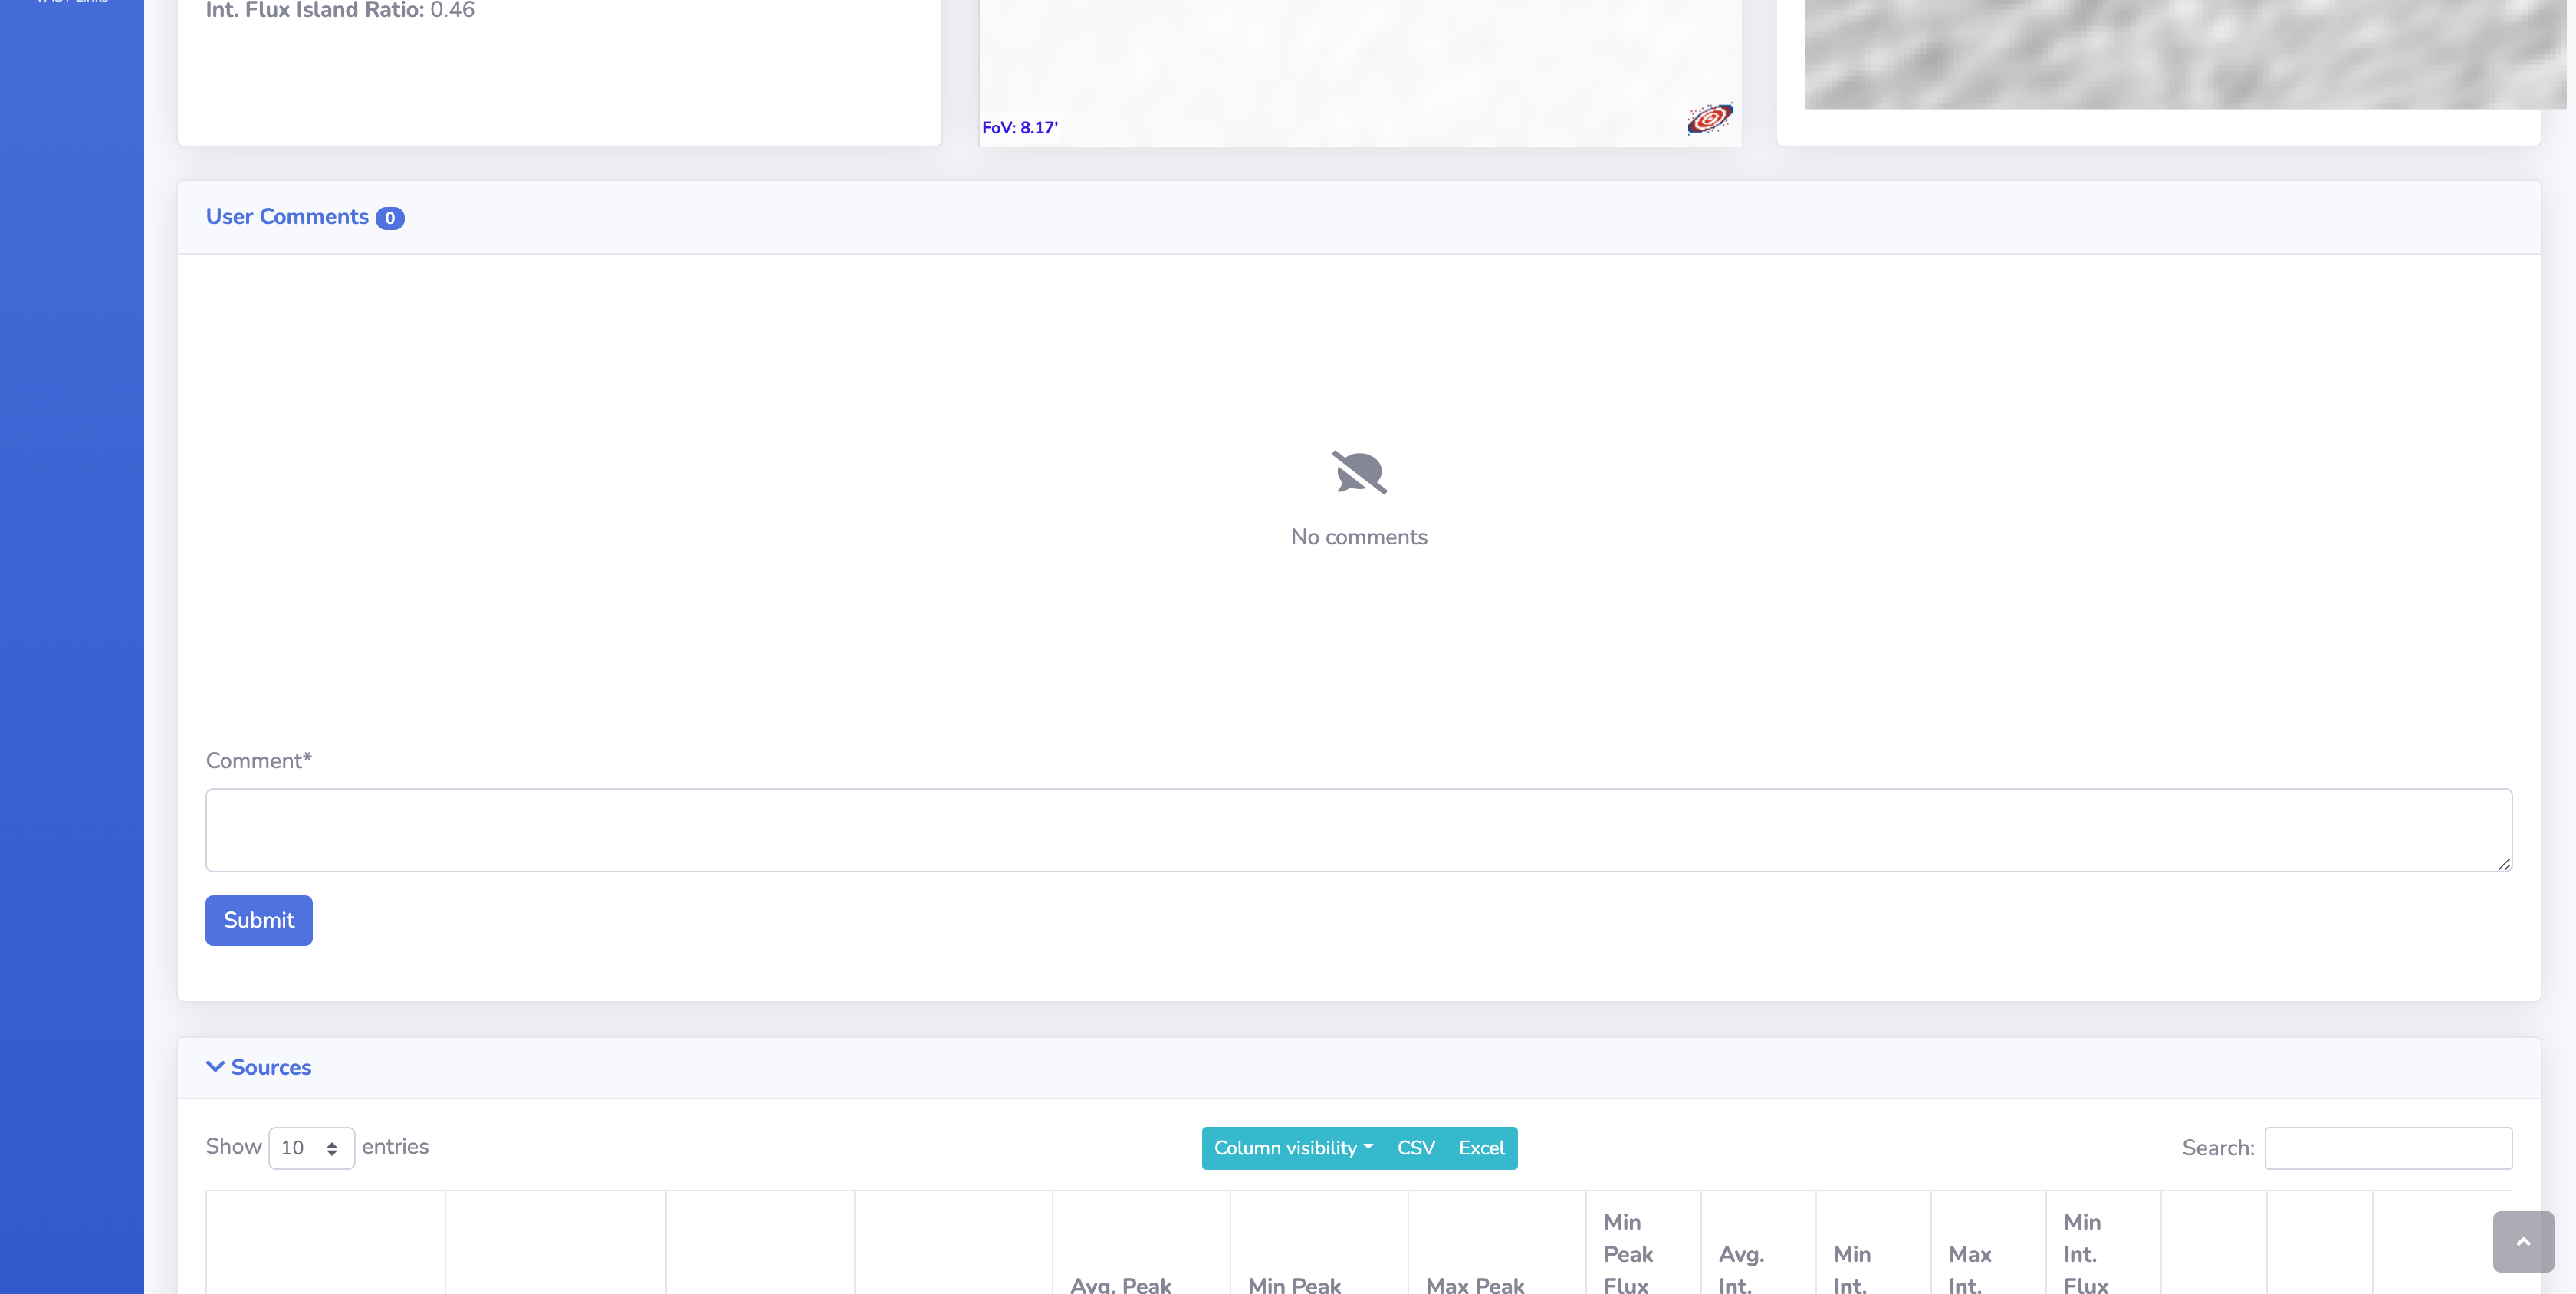 Int. Flux Island Ratio: 0.46
FoV: 8.17'
User Comments 0
No comments
Comment*
Submit
Sources
Show 10 entries
Column visibility CSV Excel
Search:
Avg. Peak
Min Peak
Max Peak
Min
Peak
Flux
Avg.
Int.
Min
Int.
Max
Int.
Min
Int.
Flux